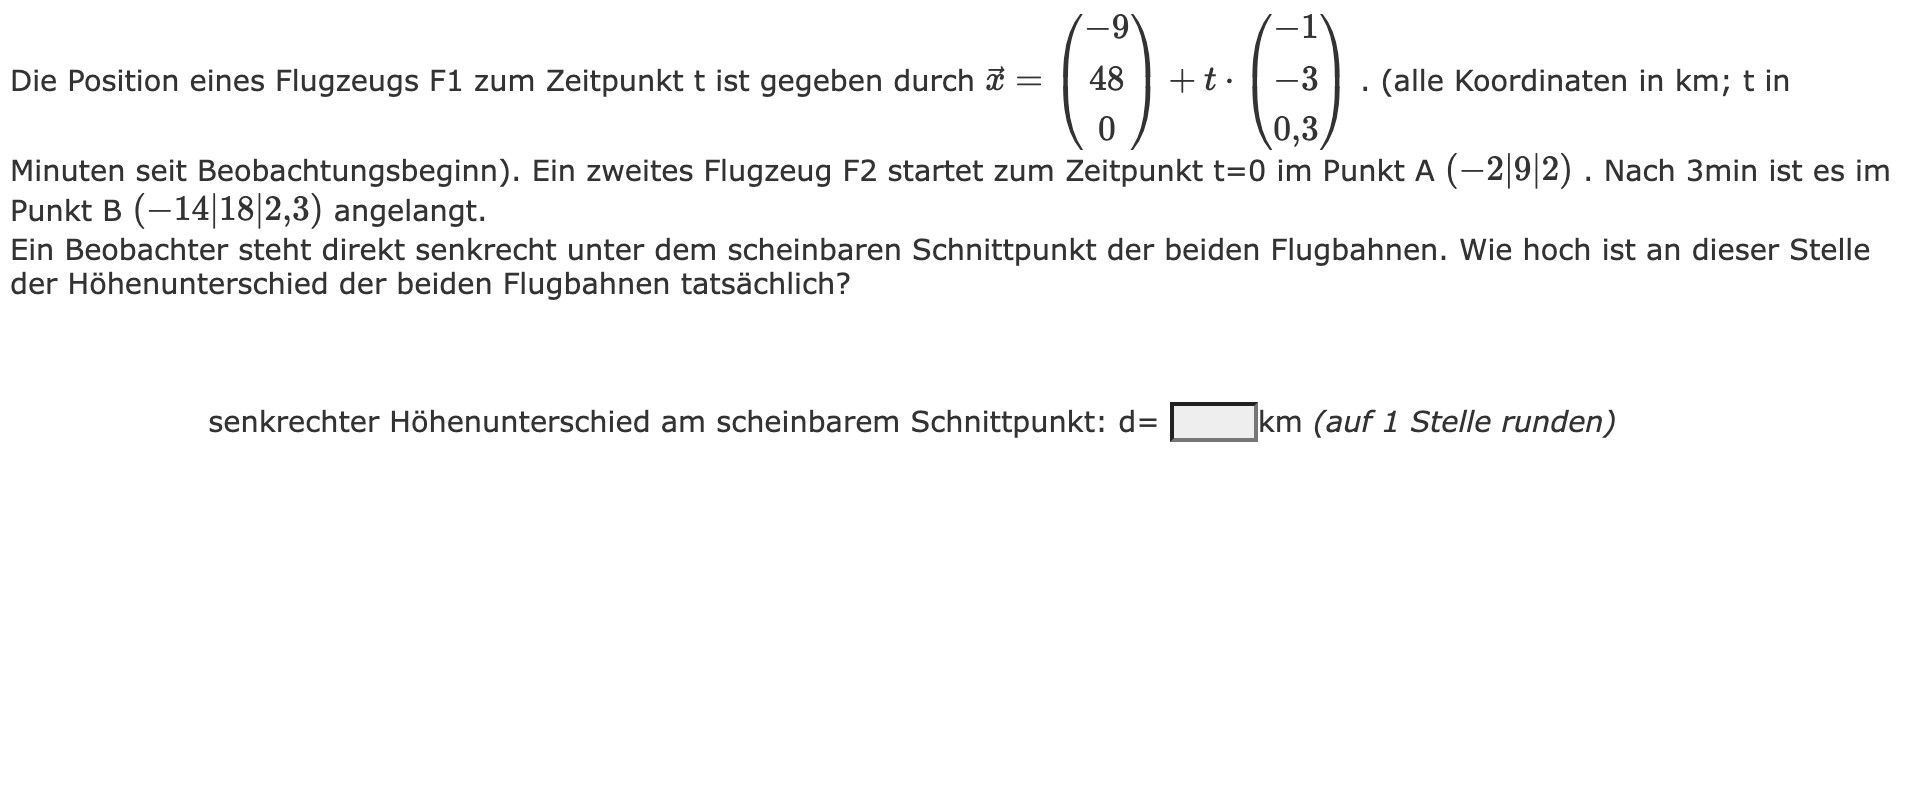 Die Position eines Flugzeugs F1 zum Zeitpunkt t ist gegeben durch $\vec{x} = \begin{pmatrix} -9 \\ 48 \\ 0 \end{pmatrix} + t \cdot \begin{pmatrix} -1 \\ -3 \\ 0{,}3 \end{pmatrix}$ . (alle Koordinaten in km; t in
Minuten seit Beobachtungsbeginn). Ein zweites Flugzeug F2 startet zum Zeitpunkt t=0 im Punkt A (−2|9|2) . Nach 3min ist es im
Punkt B (−14|18|2,3) angelangt.
Ein Beobachter steht direkt senkrecht unter dem scheinbaren Schnittpunkt der beiden Flugbahnen. Wie hoch ist an dieser Stelle
der Höhenunterschied der beiden Flugbahnen tatsächlich?
senkrechter Höhenunterschied am scheinbarem Schnittpunkt: d= km (auf 1 Stelle runden)